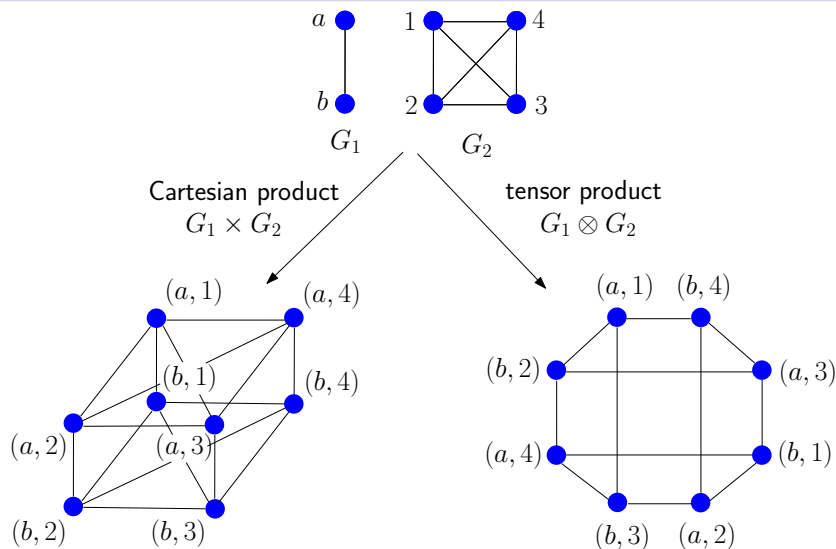 a 1 4
b 2 3
G₁ G₂
Cartesian product tensor product
G₁ × G₂ G₁ ⊗ G₂
(a, 1) (a, 4) (a, 1) (b, 4)
(b, 1) (b, 4) (b, 2) (a, 3)
(a, 2) (a, 3) (a, 4) (b, 1)
(b, 2) (b, 3) (b, 3) (a, 2)